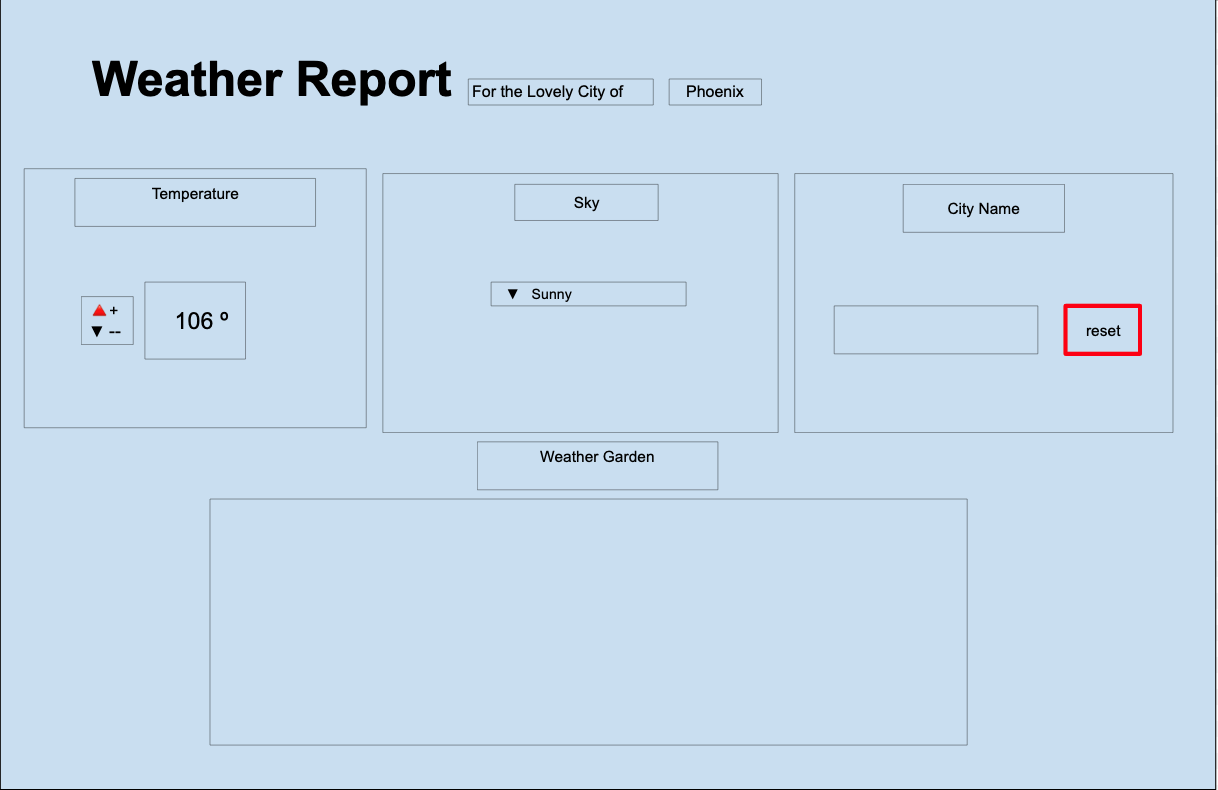 Weather Report For the Lovely City of Phoenix
Temperature
Sky
City Name
▼ Sunny
🔺+
▼ --
106 º
reset
Weather Garden